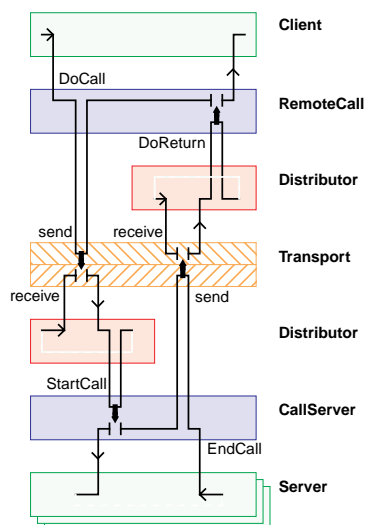 Client
DoCall
RemoteCall
DoReturn
Distributor
send
receive
Transport
receive
send
Distributor
StartCall
CallServer
EndCall
Server